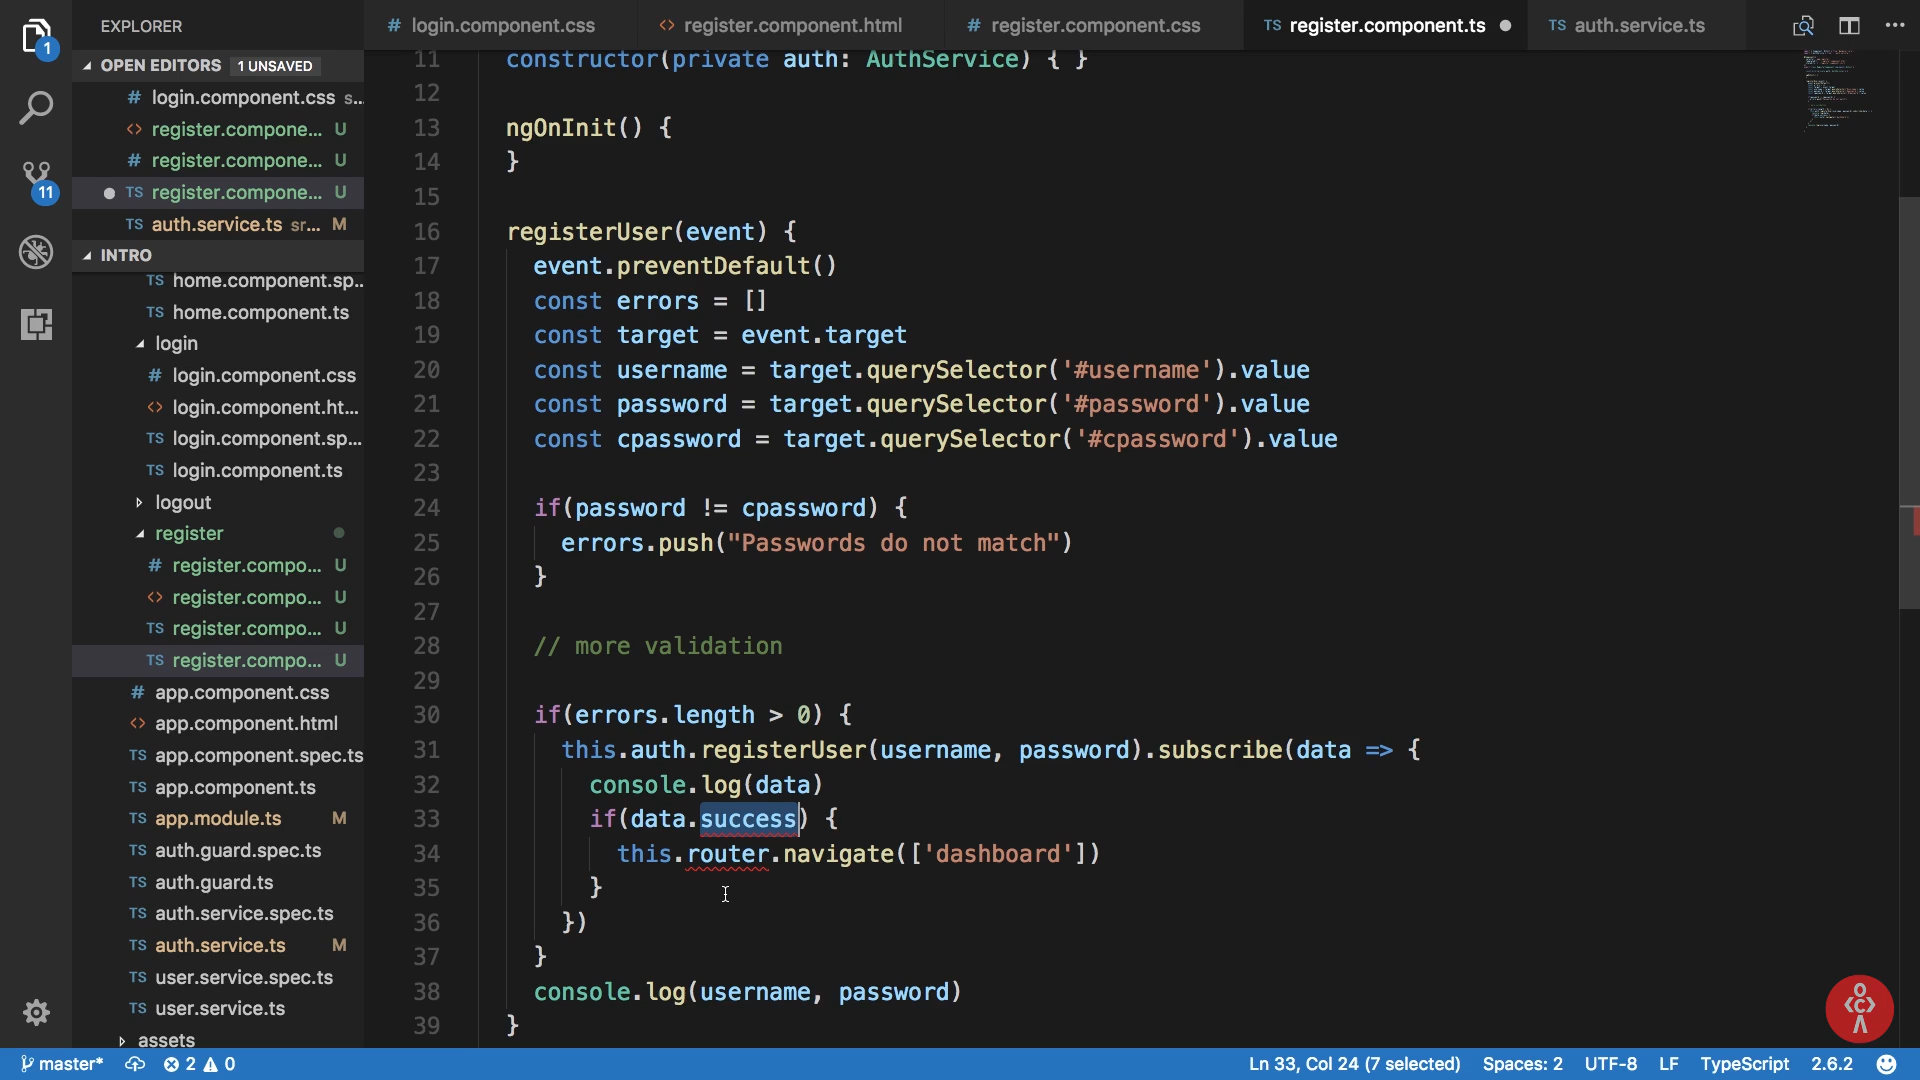 EXPLORER
# login.component.css
<> register.component.html
# register.component.css
TS register.component.ts ●
TS auth.service.ts
•••
1
11
OPEN EDITORS 1 UNSAVED
# login.component.css s...
<> register.compone... U
# register.compone... U
● TS register.compone... U
TS auth.service.ts sr... M
INTRO
TS home.component.sp...
TS home.component.ts
login
# login.component.css
<> login.component.ht...
TS login.component.sp...
TS login.component.ts
logout
register
# register.compo... U
<> register.compo... U
TS register.compo... U
TS register.compo... U
# app.component.css
<> app.component.html
TS app.component.spec.ts
TS app.component.ts
TS app.module.ts M
TS auth.guard.spec.ts
TS auth.guard.ts
TS auth.service.spec.ts
TS auth.service.ts M
TS user.service.spec.ts
TS user.service.ts
assets
11 constructor(private auth: AuthService) { }
12
13 ngOnInit() {
14 }
15
16 registerUser(event) {
17 event.preventDefault()
18 const errors = []
19 const target = event.target
20 const username = target.querySelector('#username').value
21 const password = target.querySelector('#password').value
22 const cpassword = target.querySelector('#cpassword').value
23
24 if(password != cpassword) {
25 errors.push("Passwords do not match")
26 }
27
28 // more validation
29
30 if(errors.length > 0) {
31 this.auth.registerUser(username, password).subscribe(data => {
32 console.log(data)
33 if(data.success) {
34 this.router.navigate(['dashboard'])
35 }
36 })
37 }
38 console.log(username, password)
39 }
master* 2 0
Ln 33, Col 24 (7 selected) Spaces: 2 UTF-8 LF TypeScript 2.6.2